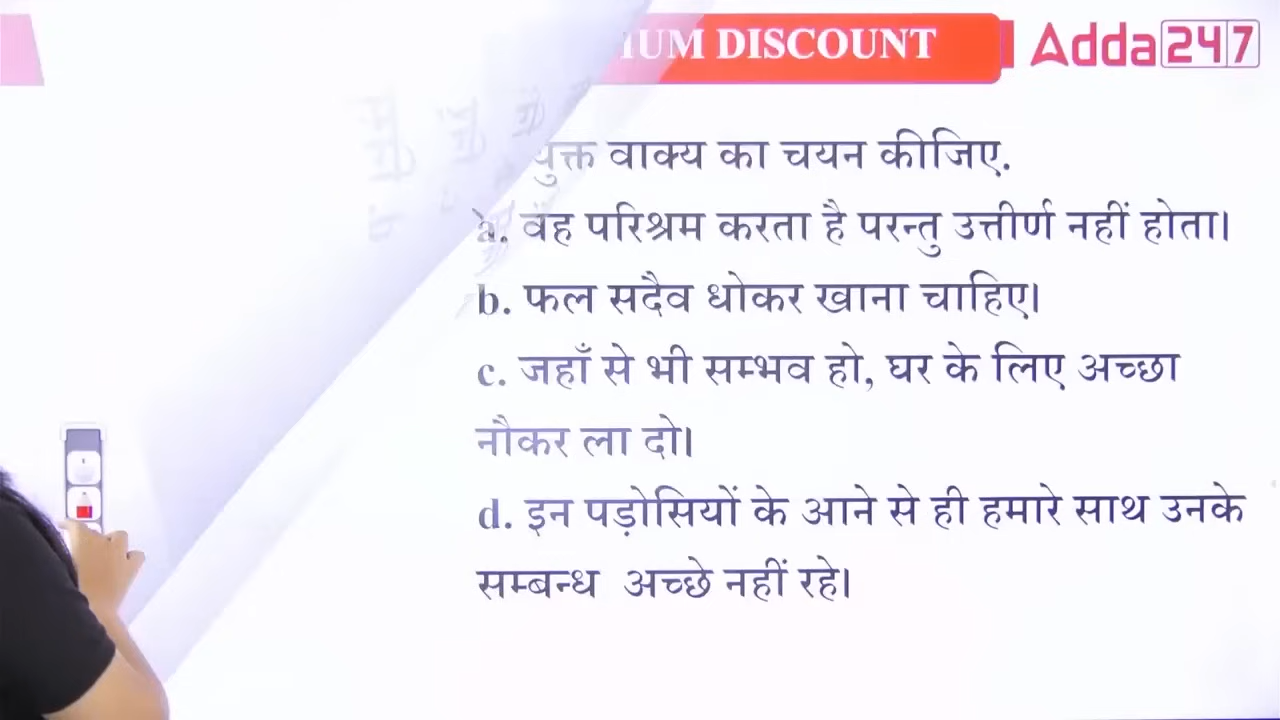 DISCOUNT
Adda247
वाक्य का चयन कीजिए.
a. वह परिश्रम करता है परन्तु उत्तीर्ण नहीं होता।
b. फल सदैव धोकर खाना चाहिए।
c. जहाँ से भी सम्भव हो, घर के लिए अच्छा
नौकर ला दो।
d. इन पड़ोसियों के आने से ही हमारे साथ उनके
सम्बन्ध अच्छे नहीं रहे।